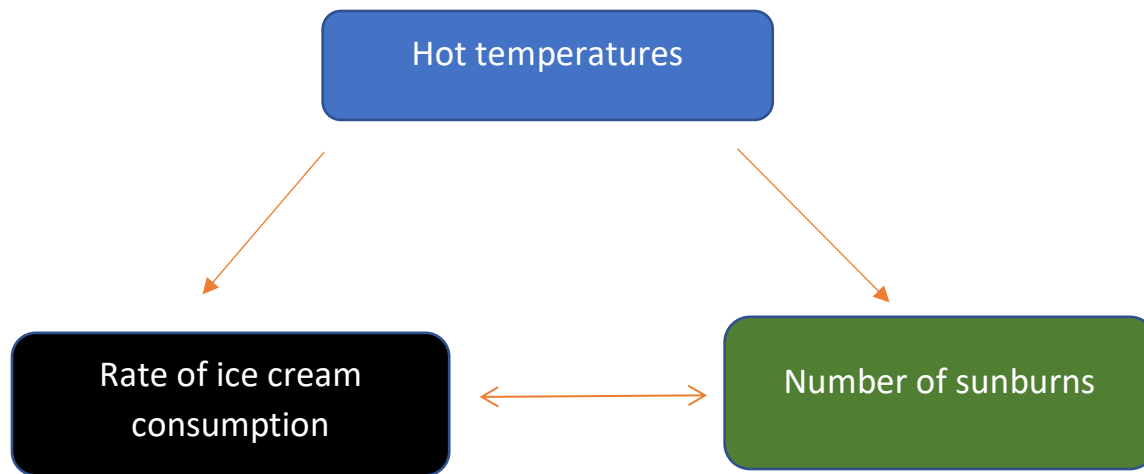 Hot temperatures
Rate of ice cream
consumption
Number of sunburns